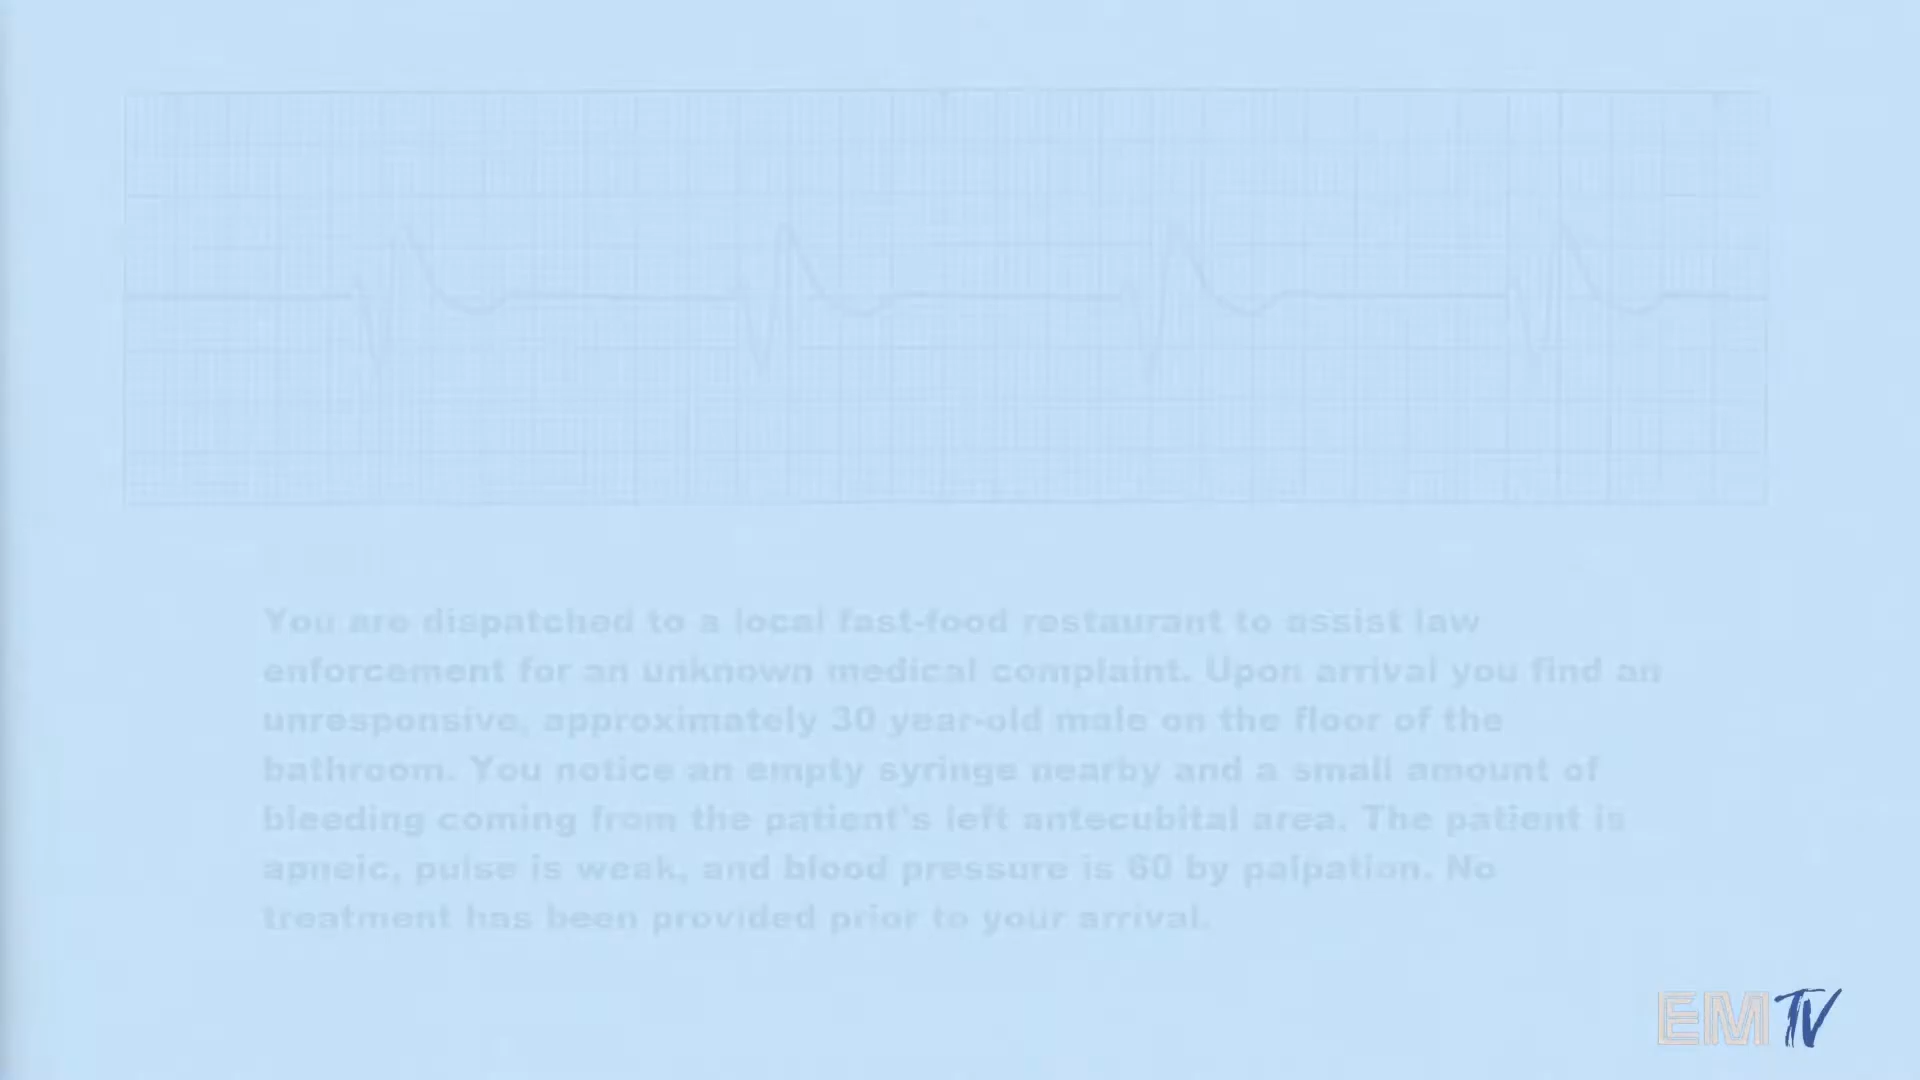 You are dispatched to a local fast-food restaurant to assist law
enforcement for an unknown medical complaint. Upon arrival you find an
unresponsive, approximately 30 year-old male on the floor of the
bathroom. You notice an empty syringe nearby and a small amount of
bleeding coming from the patient's left antecubital area. The patient is
apneic, pulse is weak, and blood pressure is 60 by palpation. No
treatment has been provided prior to your arrival.
EMTV